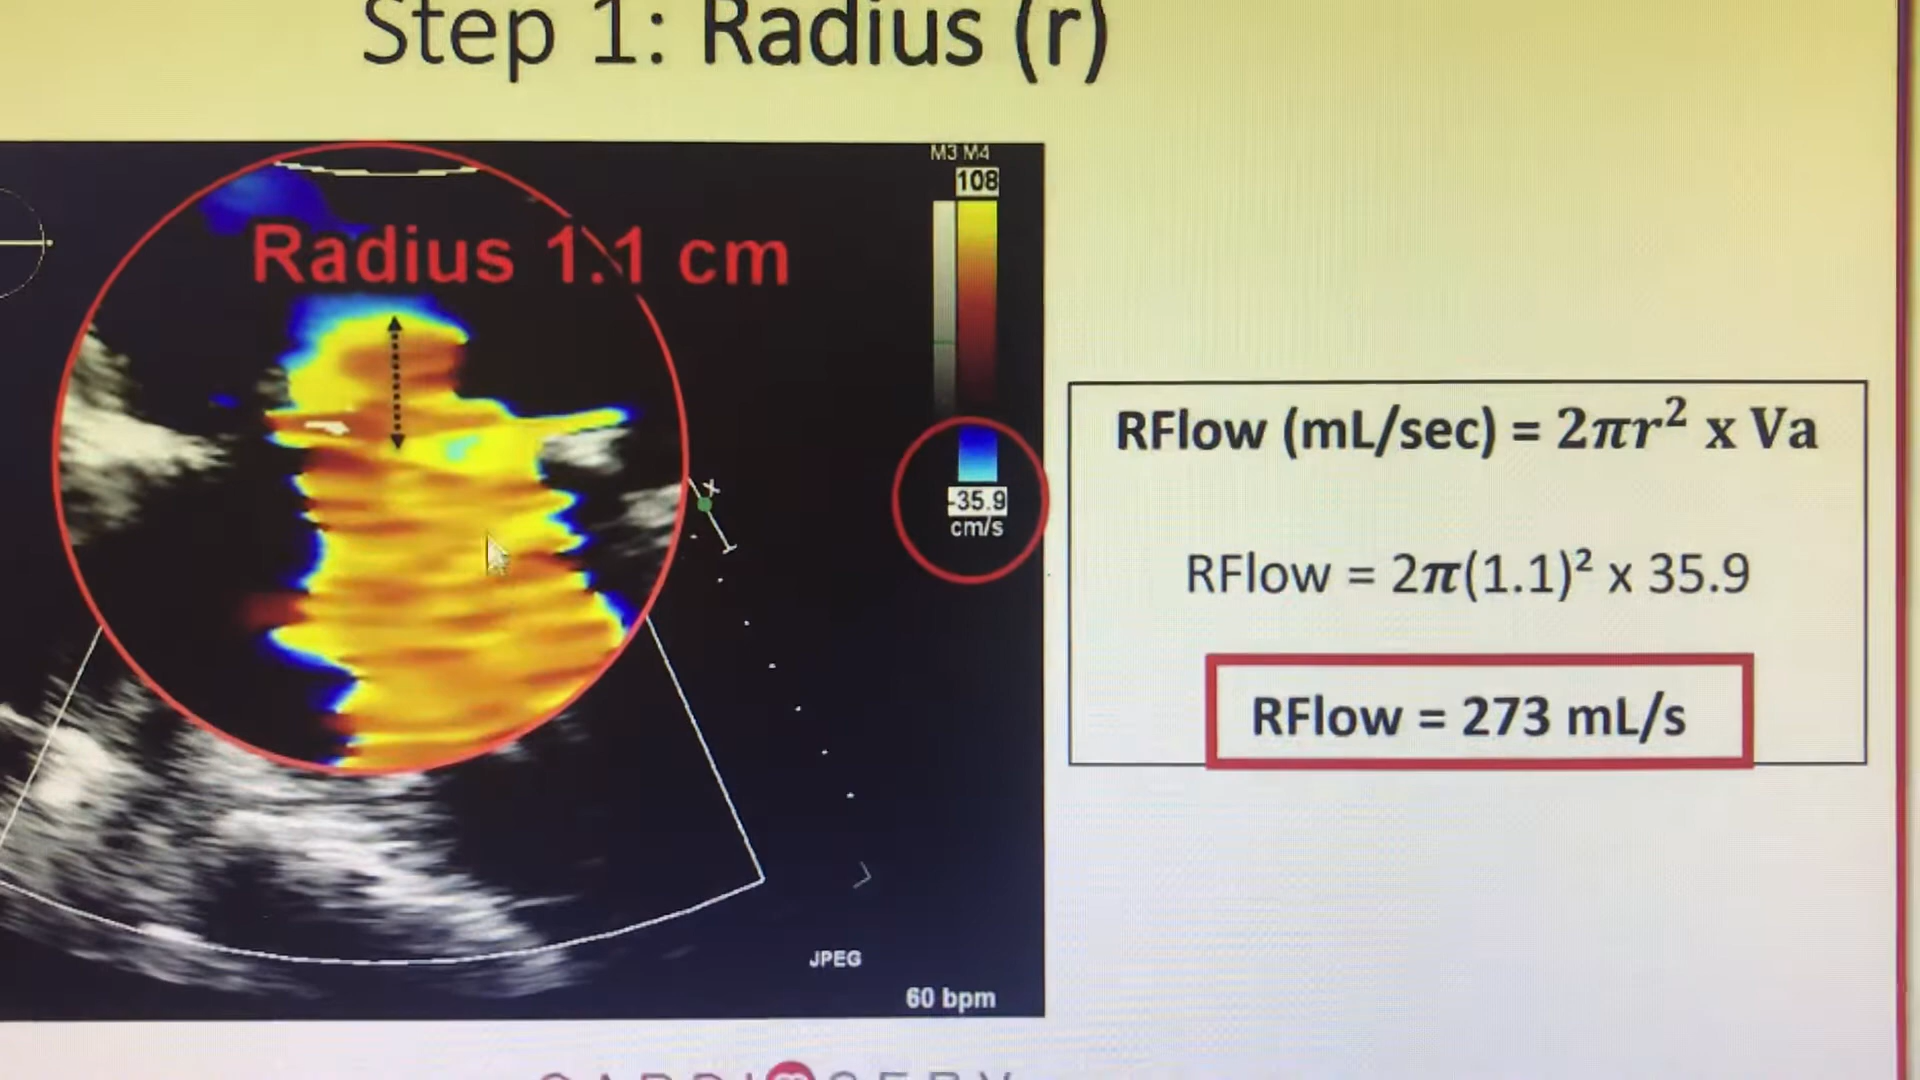 Step 1: Radius (r)
M3 M4
108
Radius 1.1 cm
-35.9
cm/s
x
RFlow (mL/sec) = 2πr² x Va
RFlow = 2π(1.1)² x 35.9
RFlow = 273 mL/s
JPEG
60 bpm